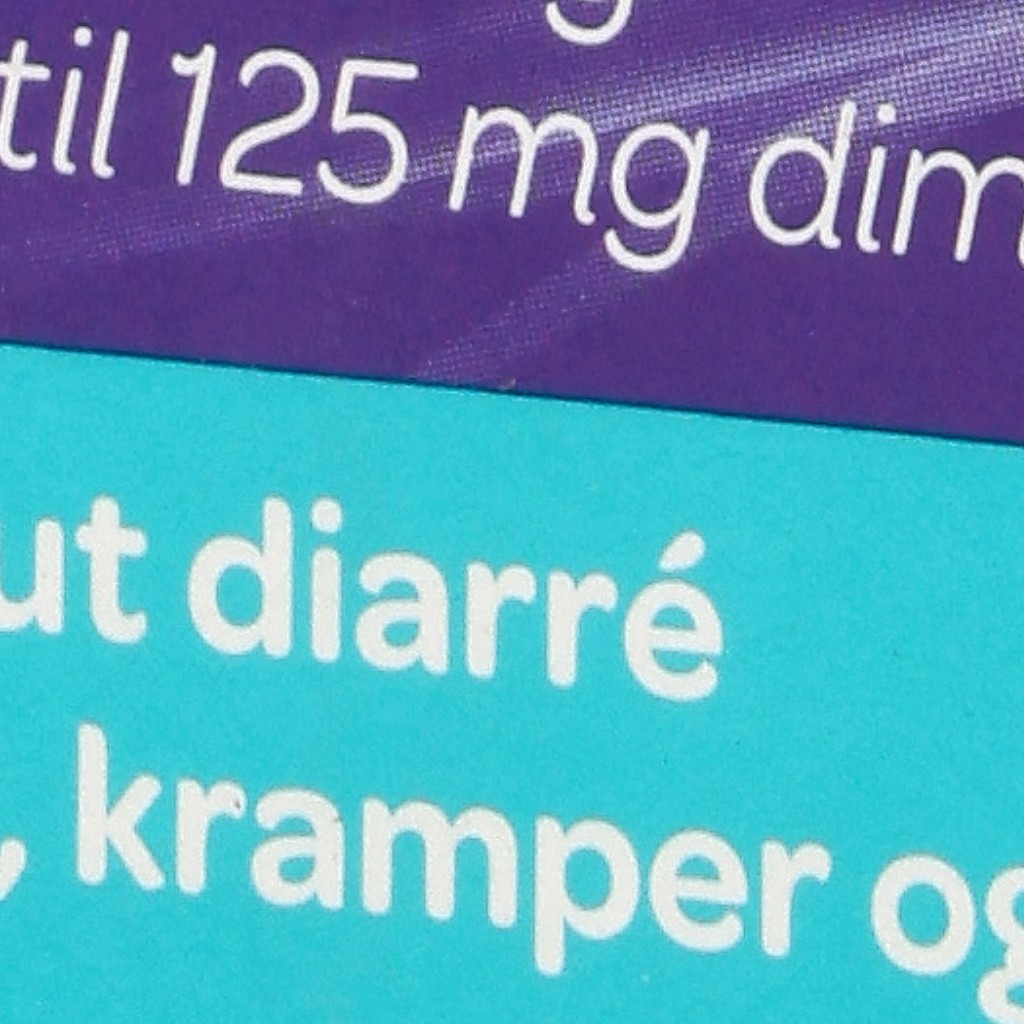 til 125 mg dim
ut diarré
, kramper og